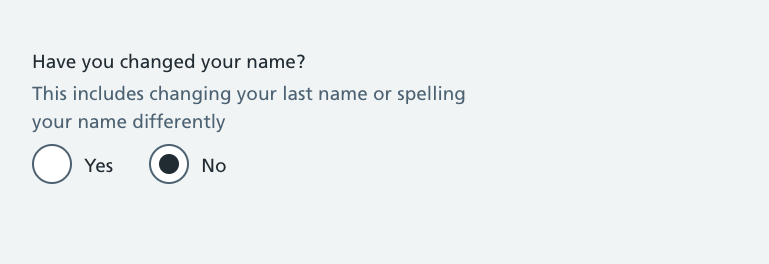 Have you changed your name?
This includes changing your last name or spelling
your name differently
Yes No